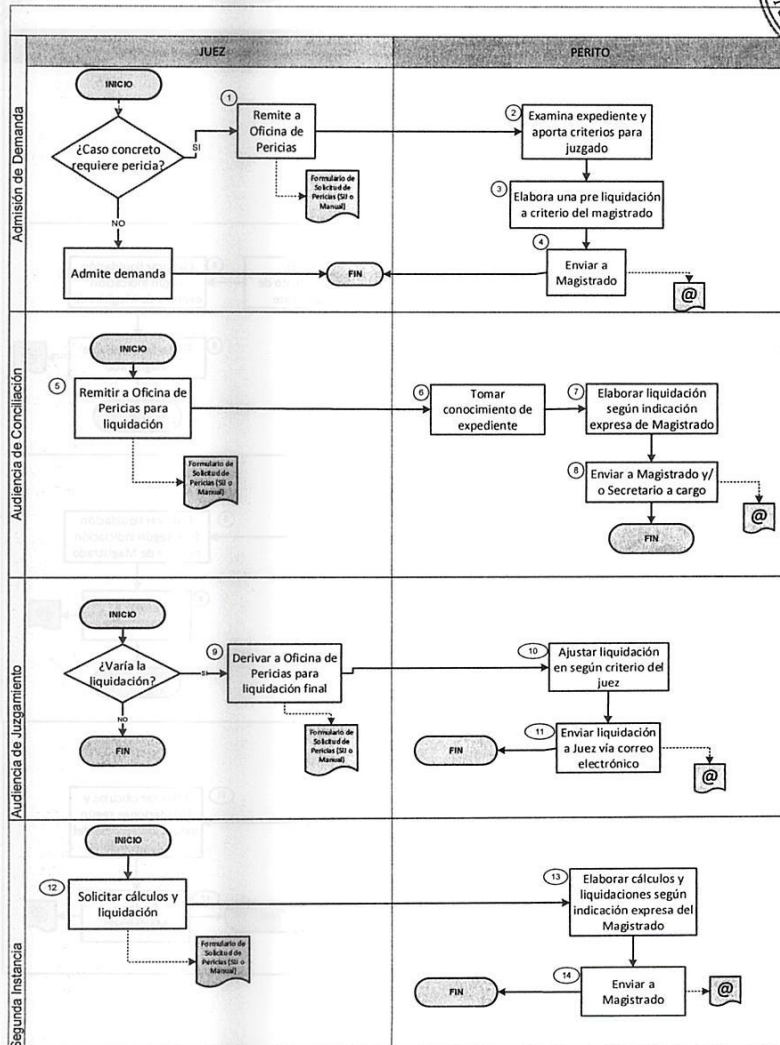 JUEZ
PERITO
Admisión de Demanda
INICIO
¿Caso concreto
requiere pericia?
SI
NO
1
Remite a
Oficina de
Pericias
Formulario de
Solicitud de
Pericias (SIJ o
Manual)
2
Examina expediente y
aporta criterios para
juzgado
3
Elabora una pre liquidación
a criterio del magistrado
4
Enviar a
Magistrado
@
Admite demanda
FIN
Audiencia de Conciliación
INICIO
5
Remitir a Oficina de
Pericias para
liquidación
Formulario de
Solicitud de
Pericias (SIJ o
Manual)
6
Tomar
conocimiento de
expediente
7
Elaborar liquidación
según indicación
expresa de Magistrado
8
Enviar a Magistrado y/
o Secretario a cargo
@
FIN
Audiencia de Juzgamiento
INICIO
¿Varía la
liquidación?
SI
NO
FIN
9
Derivar a Oficina de
Pericias para
liquidación final
Formulario de
Solicitud de
Pericias (SIJ o
Manual)
10
Ajustar liquidación
en según criterio del
juez
11
Enviar liquidación
a Juez vía correo
electrónico
@
FIN
Segunda Instancia
INICIO
12
Solicitar cálculos y
liquidación
Formulario de
Solicitud de
Pericias (SIJ o
Manual)
13
Elaborar cálculos y
liquidaciones según
indicación expresa del
Magistrado
14
Enviar a
Magistrado
@
FIN